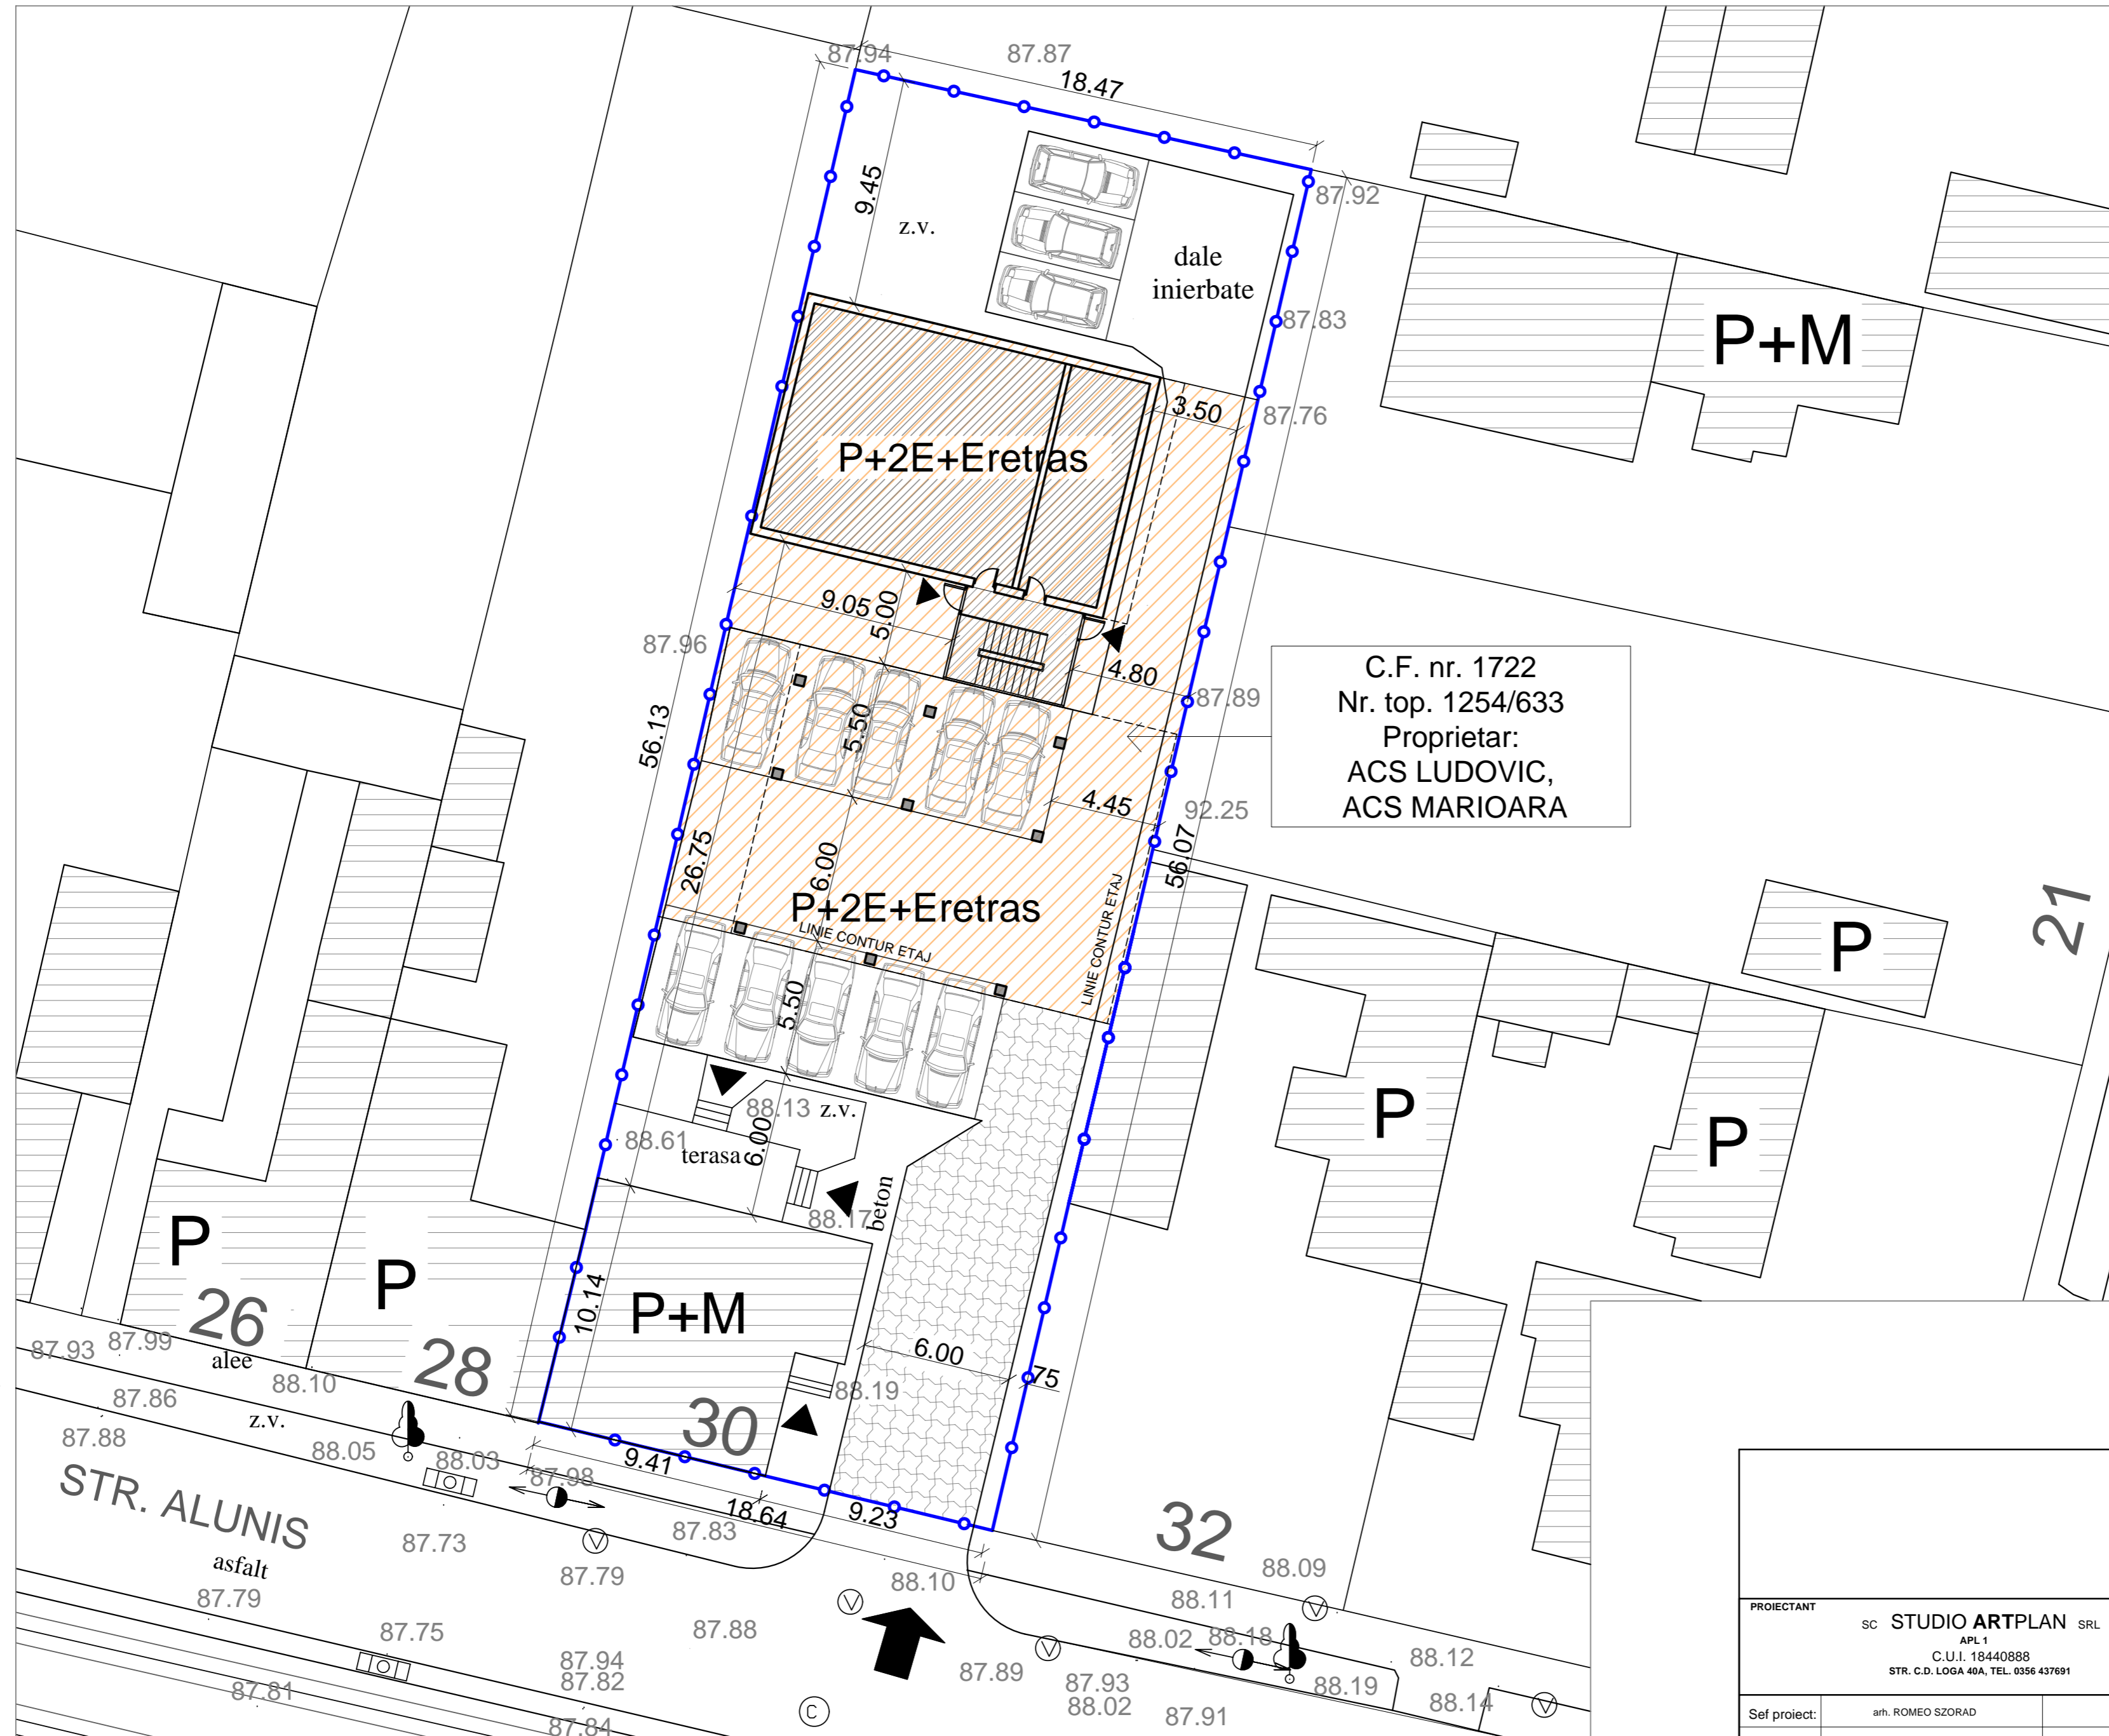 87.94
87.87
18.47
9.45
z.v.
87.92
dale
inierbate
87.83
P+M
3.50
87.76
P+2E+Eretras
9.05
5.00
87.96
4.80
87.89
C.F. nr. 1722
Nr. top. 1254/633
Proprietar:
ACS LUDOVIC,
ACS MARIOARA
56.13
5.50
4.45
92.25
56.07
26.75
6.00
P+2E+Eretras
LINIE CONTUR ETAJ
LINIE CONTUR ETAJ
P
21
5.50
88.13
z.v.
P
P
88.61
terasa
6.00
beton
88.17
P
26
P
28
10.14
P+M
6.00
75
87.93
87.99
alee
88.10
88.19
87.86
z.v.
30
87.88
88.05
88.03
87.98
9.41
18.64
9.23
STR. ALUNIS
asfalt
87.73
87.83
32
87.79
88.10
88.09
87.79
88.11
87.75
87.88
88.02
88.18
88.12
87.94
87.82
87.89
87.93
88.02
88.19
88.14
87.81
87.84
C
87.91
V
V
V
V
V
PROIECTANT
SC STUDIO ARTPLAN SRL
APL 1
C.U.I. 18440888
STR. C.D. LOGA 40A, TEL. 0356 437691
Sef proiect:
arh. ROMEO SZORAD